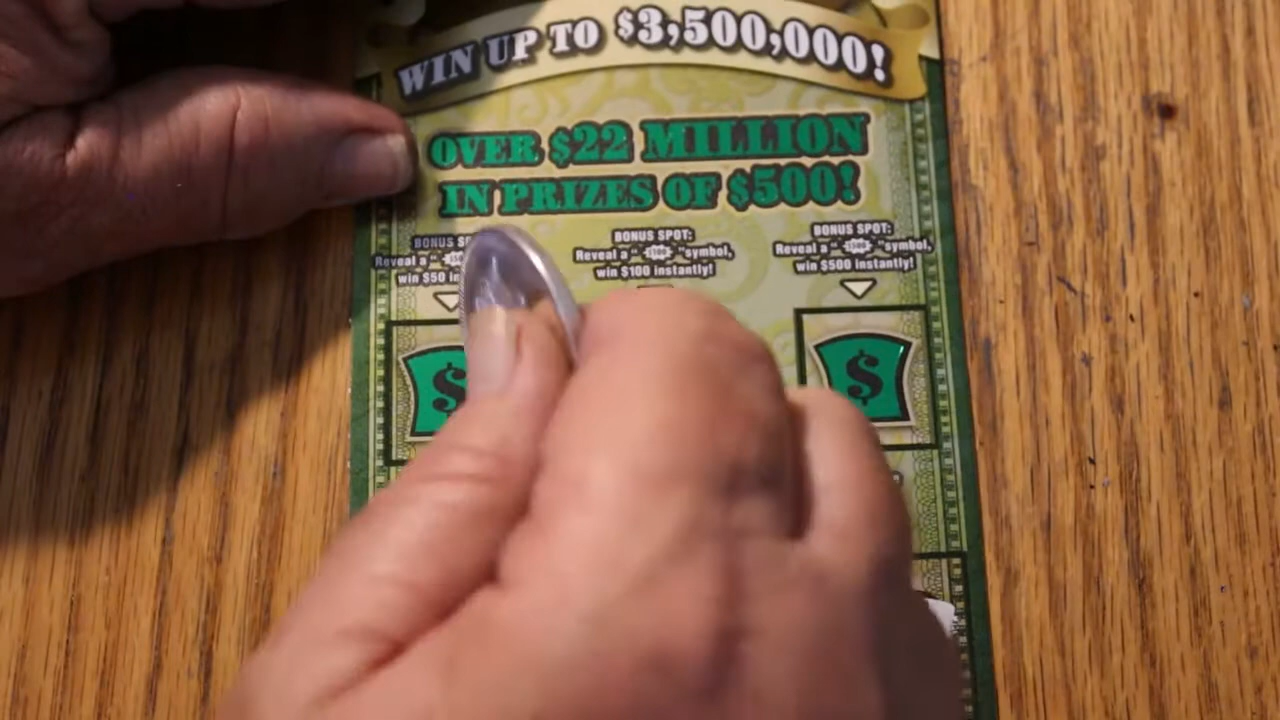 WIN UP TO $3,500,000!
OVER $22 MILLION
IN PRIZES OF $500!
BONUS
Reveal a "
win $50
BONUS SPOT:
Reveal a " $100 " symbol,
win $100 instantly!
BONUS SPOT:
Reveal a " $500 " symbol,
win $500 instantly!
$
$